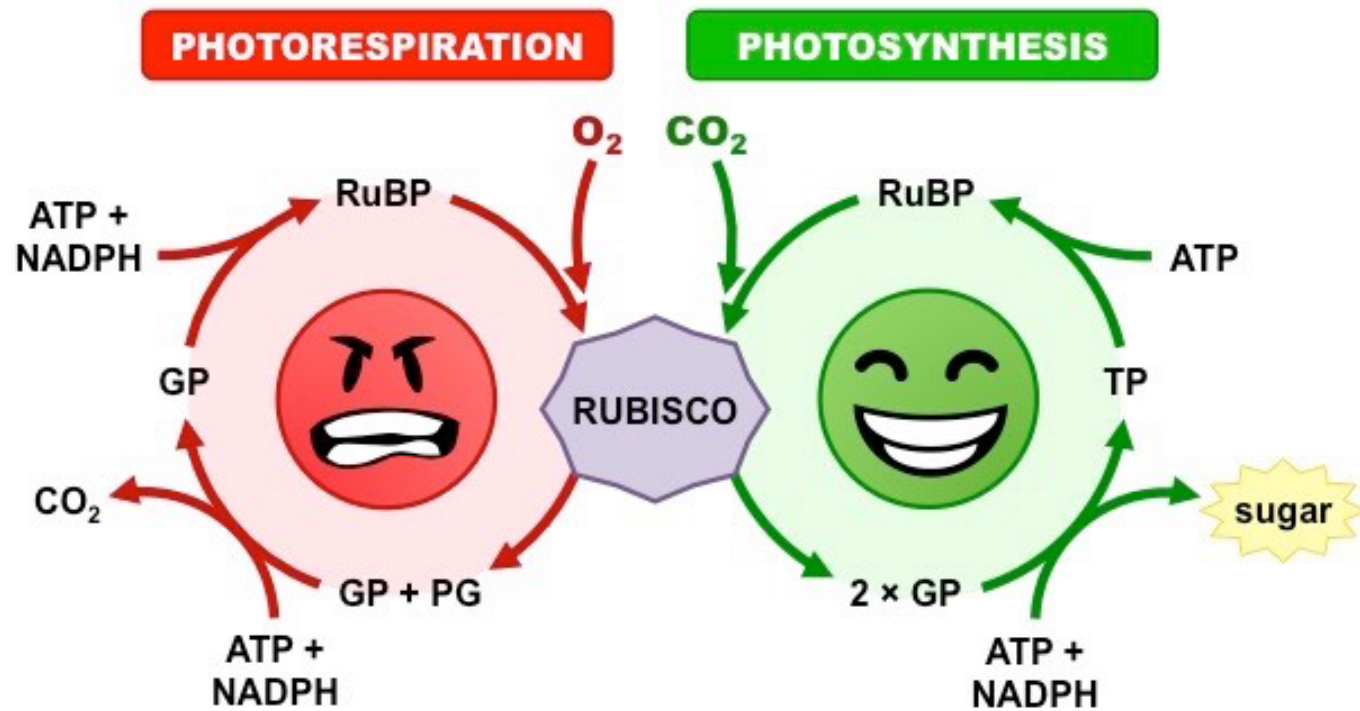 PHOTORESPIRATION
PHOTOSYNTHESIS
O₂
CO₂
RuBP
RuBP
ATP +
NADPH
ATP
GP
RUBISCO
TP
CO₂
sugar
GP + PG
2 × GP
ATP +
NADPH
ATP +
NADPH